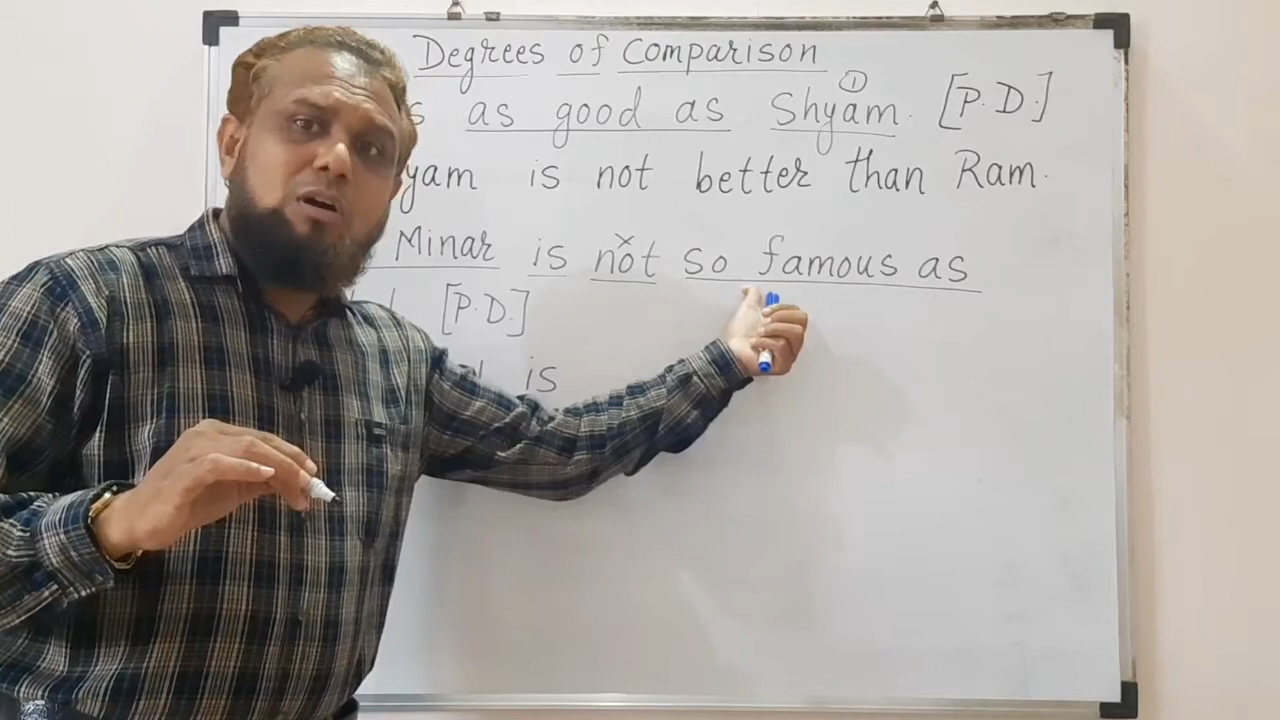 Degrees of Comparison
as good as Shyam. [P.D.]
①
is not better than Ram.
Minar is not so famous as
[P.D.]
is